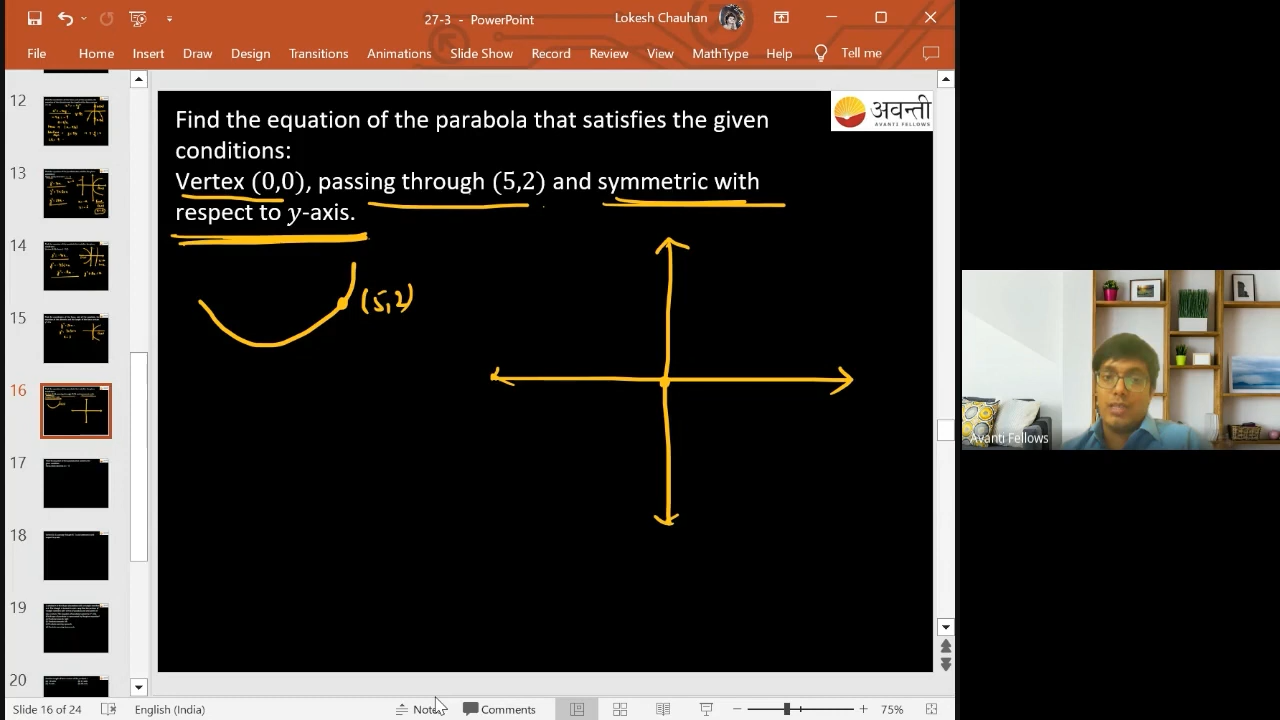 27-3 - PowerPoint
Lokesh Chauhan
File Home Insert Draw Design Transitions Animations Slide Show Record Review View MathType Help Tell me
12
13
14
15
16
17
18
19
20
Find the equation of the parabola that satisfies the given
conditions:
Vertex (0,0), passing through (5,2) and symmetric with
respect to y-axis.
(5,2)
अवन्ती
AVANTI FELLOWS
Avanti Fellows
Slide 16 of 24 English (India) Notes Comments 75%